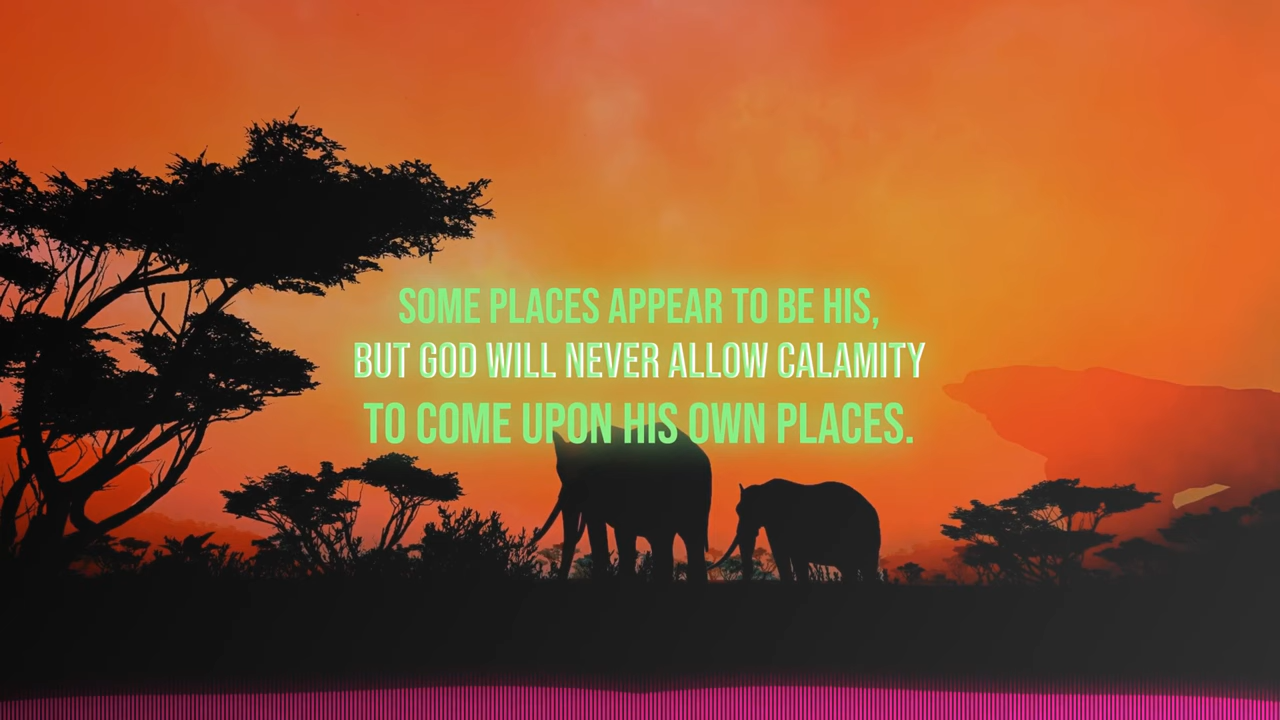 SOME PLACES APPEAR TO BE HIS,
BUT GOD WILL NEVER ALLOW CALAMITY
TO COME UPON HIS OWN PLACES.